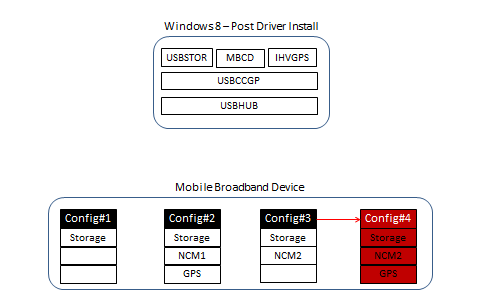 Windows 8 – Post Driver Install
USBSTOR MBCD IHVGPS
USBCCGP
USBHUB
Mobile Broadband Device
Config#1 Config#2 Config#3 Config#4
Storage Storage Storage Storage
NCM1 NCM2 NCM2
GPS GPS